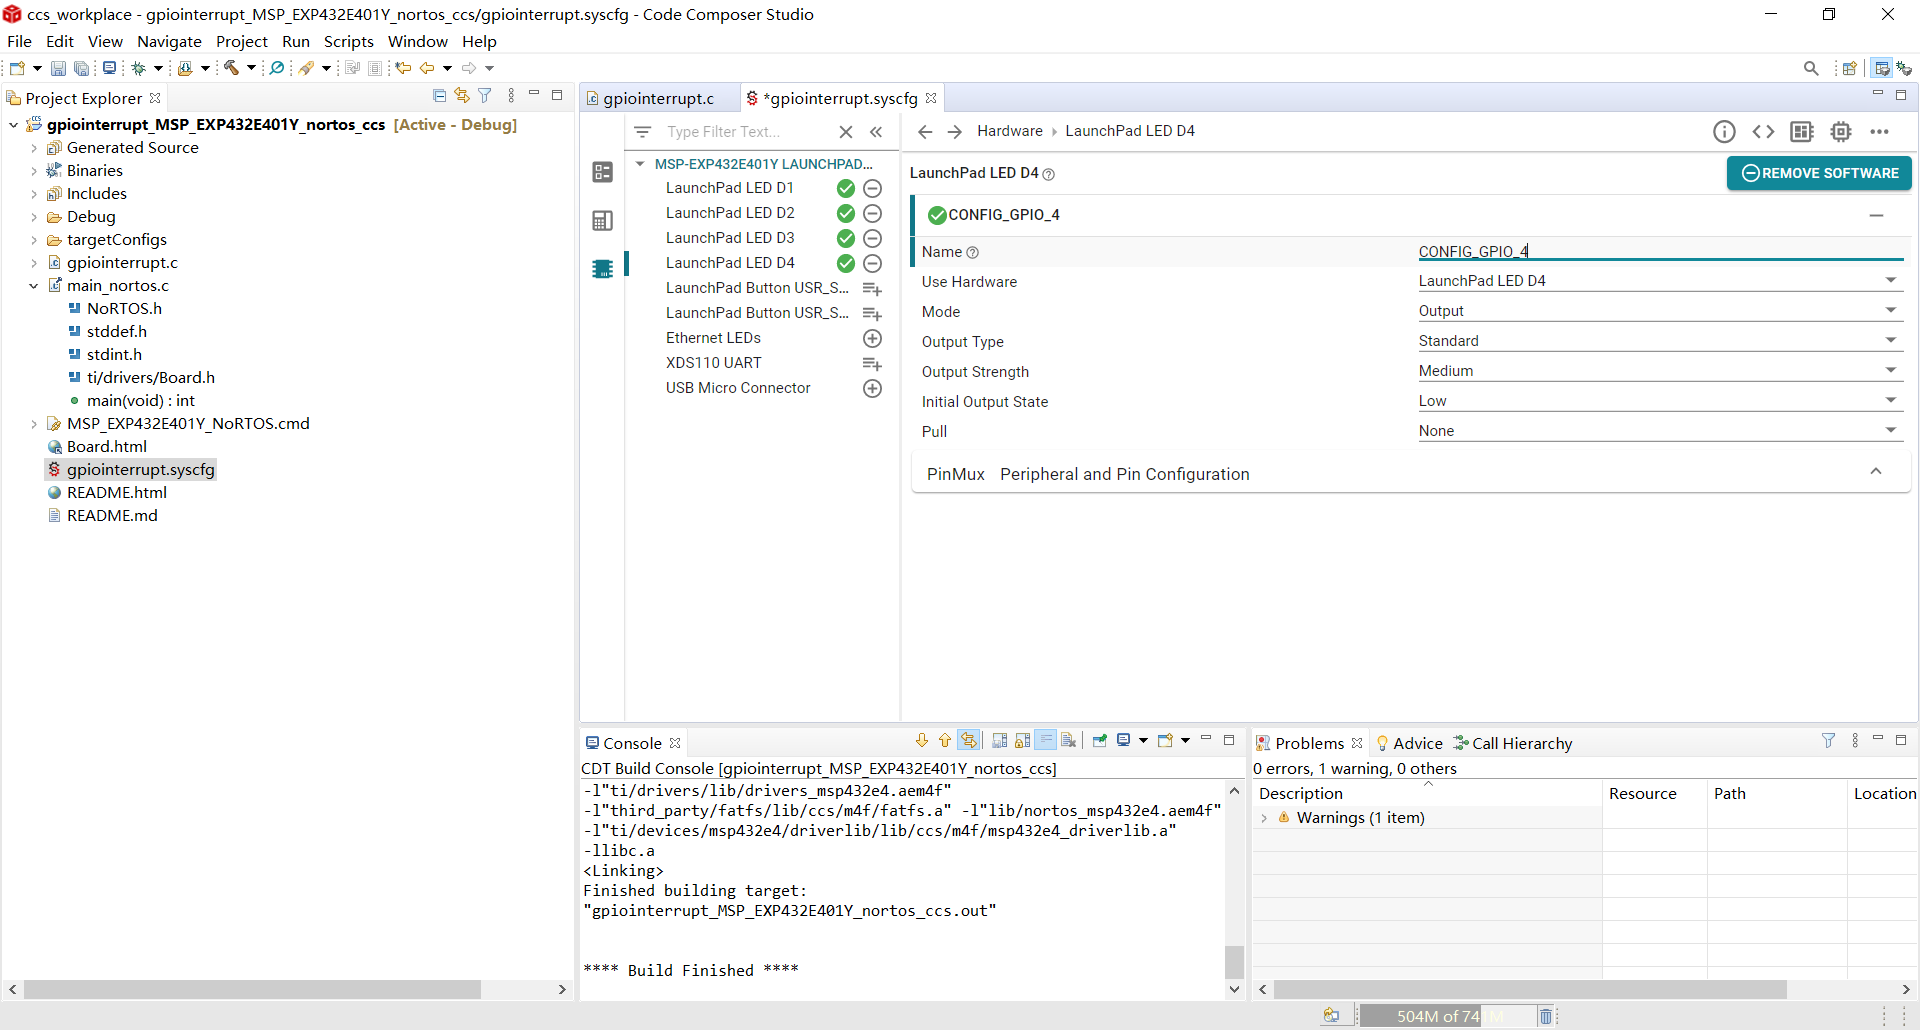 ccs_workplace - gpiointerrupt_MSP_EXP432E401Y_nortos_ccs/gpiointerrupt.syscfg - Code Composer Studio
File Edit View Navigate Project Run Scripts Window Help
Project Explorer
gpiointerrupt_MSP_EXP432E401Y_nortos_ccs [Active - Debug]
Generated Source
Binaries
Includes
Debug
targetConfigs
gpiointerrupt.c
main_nortos.c
NoRTOS.h
stddef.h
stdint.h
ti/drivers/Board.h
main(void) : int
MSP_EXP432E401Y_NoRTOS.cmd
Board.html
gpiointerrupt.syscfg
README.html
README.md
gpiointerrupt.c
*gpiointerrupt.syscfg
Type Filter Text...
MSP-EXP432E401Y LAUNCHPAD...
LaunchPad LED D1
LaunchPad LED D2
LaunchPad LED D3
LaunchPad LED D4
LaunchPad Button USR_S...
LaunchPad Button USR_S...
Ethernet LEDs
XDS110 UART
USB Micro Connector
Hardware › LaunchPad LED D4
LaunchPad LED D4
REMOVE SOFTWARE
CONFIG_GPIO_4
Name CONFIG_GPIO_4
Use Hardware LaunchPad LED D4
Mode Output
Output Type Standard
Output Strength Medium
Initial Output State Low
Pull None
PinMux Peripheral and Pin Configuration
Console
CDT Build Console [gpiointerrupt_MSP_EXP432E401Y_nortos_ccs]
-l"ti/drivers/lib/drivers_msp432e4.aem4f"
-l"third_party/fatfs/lib/ccs/m4f/fatfs.a" -l"lib/nortos_msp432e4.aem4f"
-l"ti/devices/msp432e4/driverlib/lib/ccs/m4f/msp432e4_driverlib.a"
-llibc.a
<Linking>
Finished building target:
"gpiointerrupt_MSP_EXP432E401Y_nortos_ccs.out"
**** Build Finished ****
Problems Advice Call Hierarchy
0 errors, 1 warning, 0 others
Description Resource Path Location
Warnings (1 item)
504M of